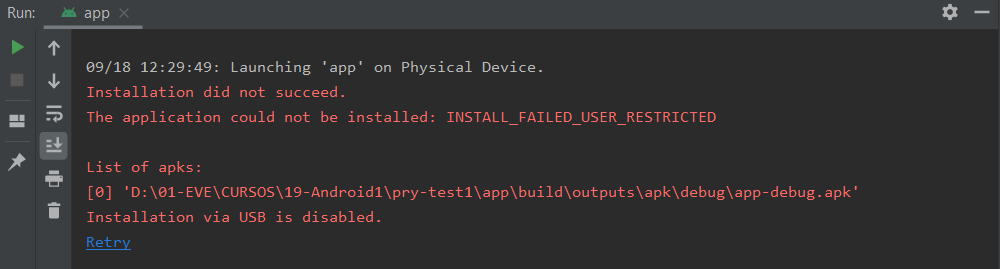 Run: app
09/18 12:29:49: Launching 'app' on Physical Device.
Installation did not succeed.
The application could not be installed: INSTALL_FAILED_USER_RESTRICTED
List of apks:
[0] 'D:\01-EVE\CURSOS\19-Android1\pry-test1\app\build\outputs\apk\debug\app-debug.apk'
Installation via USB is disabled.
Retry